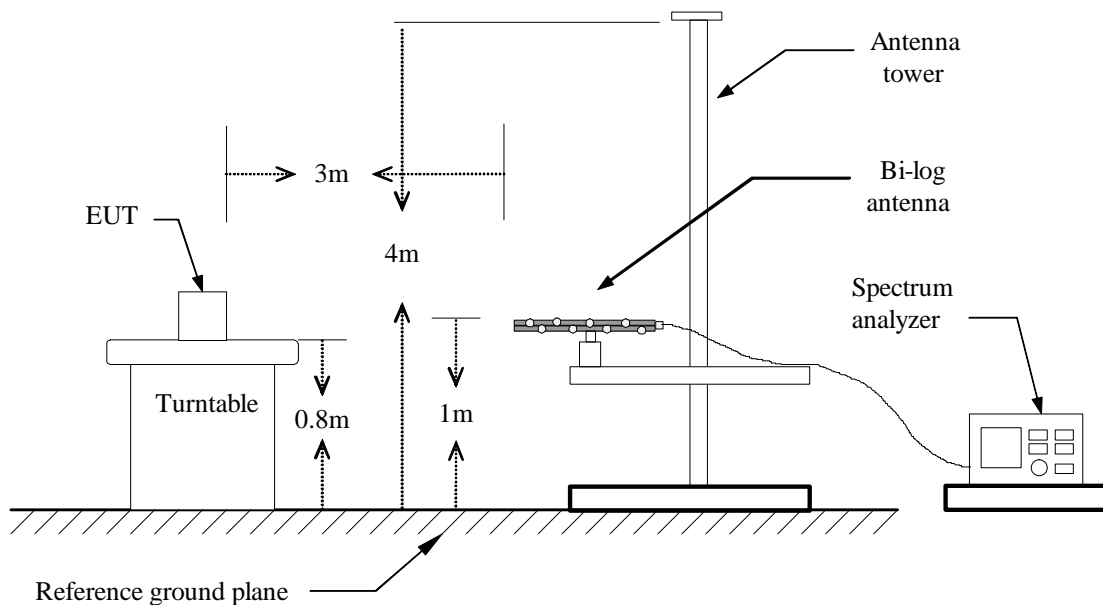 Antenna
tower
3m
Bi-log
antenna
EUT
4m
Spectrum
analyzer
Turntable
0.8m
1m
Reference ground plane